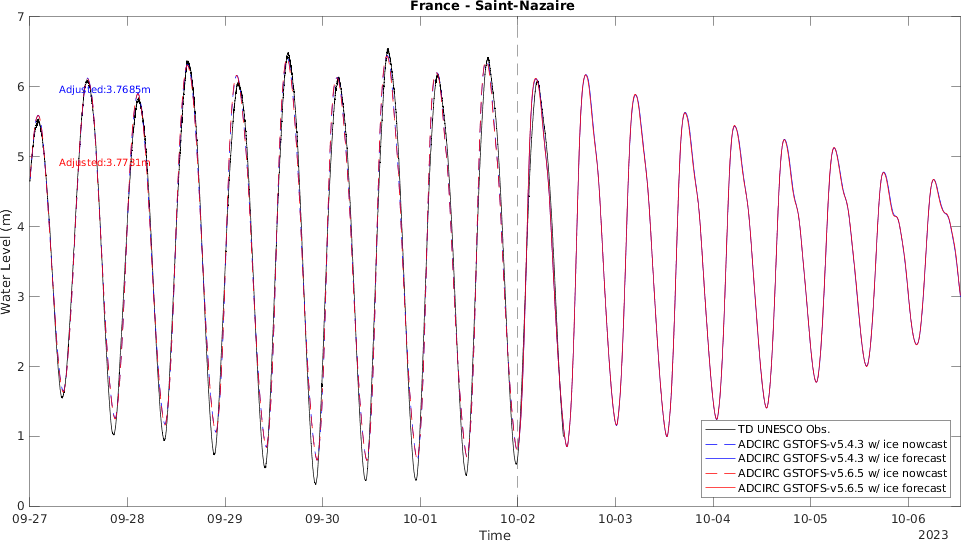 France - Saint-Nazaire
Water Level (m)
7
6
5
4
3
2
1
0
Adjusted:3.7685m
Adjusted:3.7731m
TD UNESCO Obs.
ADCIRC GSTOFS-v5.4.3 w/ ice nowcast
ADCIRC GSTOFS-v5.4.3 w/ ice forecast
ADCIRC GSTOFS-v5.6.5 w/ ice nowcast
ADCIRC GSTOFS-v5.6.5 w/ ice forecast
09-27 09-28 09-29 09-30 10-01 10-02 10-03 10-04 10-05 10-06
Time
2023